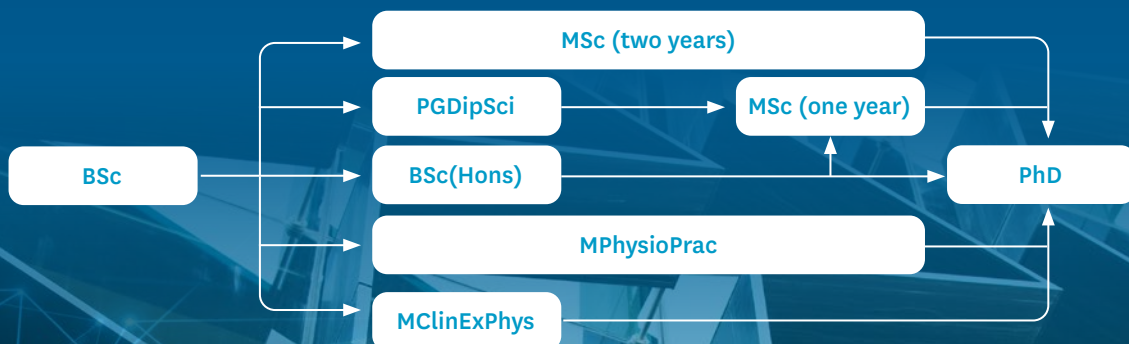 MSc (two years)
PGDipSci
MSc (one year)
BSc
BSc(Hons)
PhD
MPhysioPrac
MClinExPhys